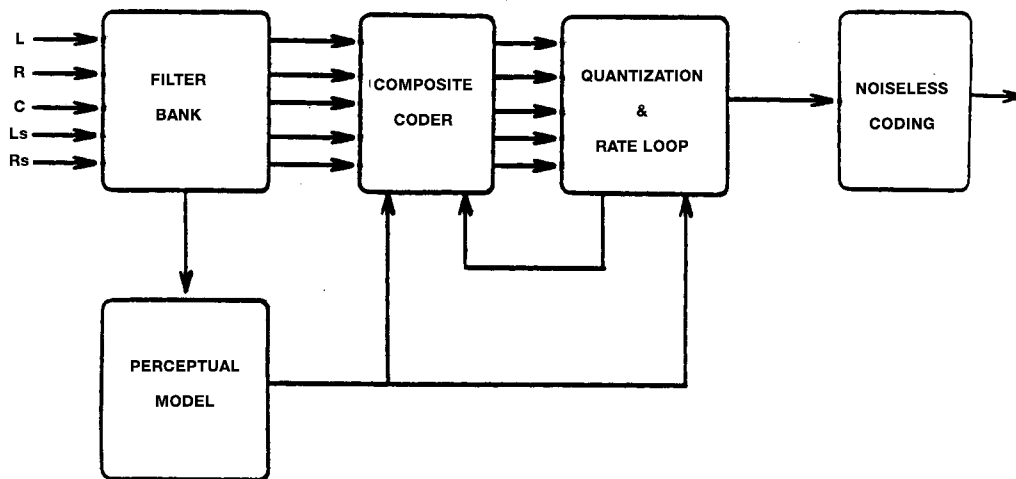 L
R
C
Ls
Rs
FILTER
BANK
COMPOSITE
CODER
QUANTIZATION
&
RATE LOOP
NOISELESS
CODING
PERCEPTUAL
MODEL